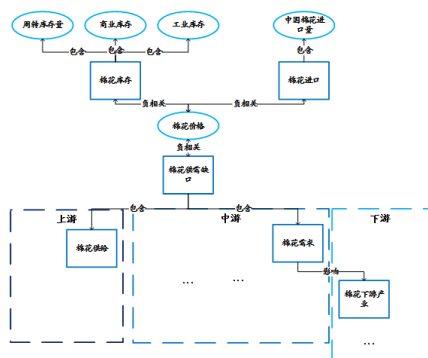 周转库存量
商业库存
工业库存
中国棉花进
口量
包含
包含
包含
包含
棉花库存
棉花进口
负相关
负相关
棉花价格
负相关
棉花供需缺
口
包含
包含
上游
中游
下游
棉花供给
棉花需求
影响
棉花下游产
业
...
...
...